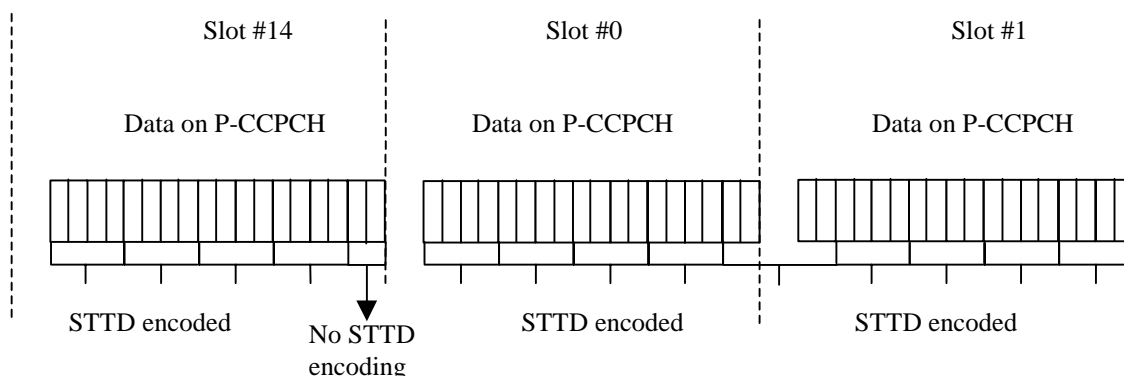 Slot #14
Slot #0
Slot #1
Data on P-CCPCH
Data on P-CCPCH
Data on P-CCPCH
STTD encoded
STTD encoded
STTD encoded
No STTD
encoding